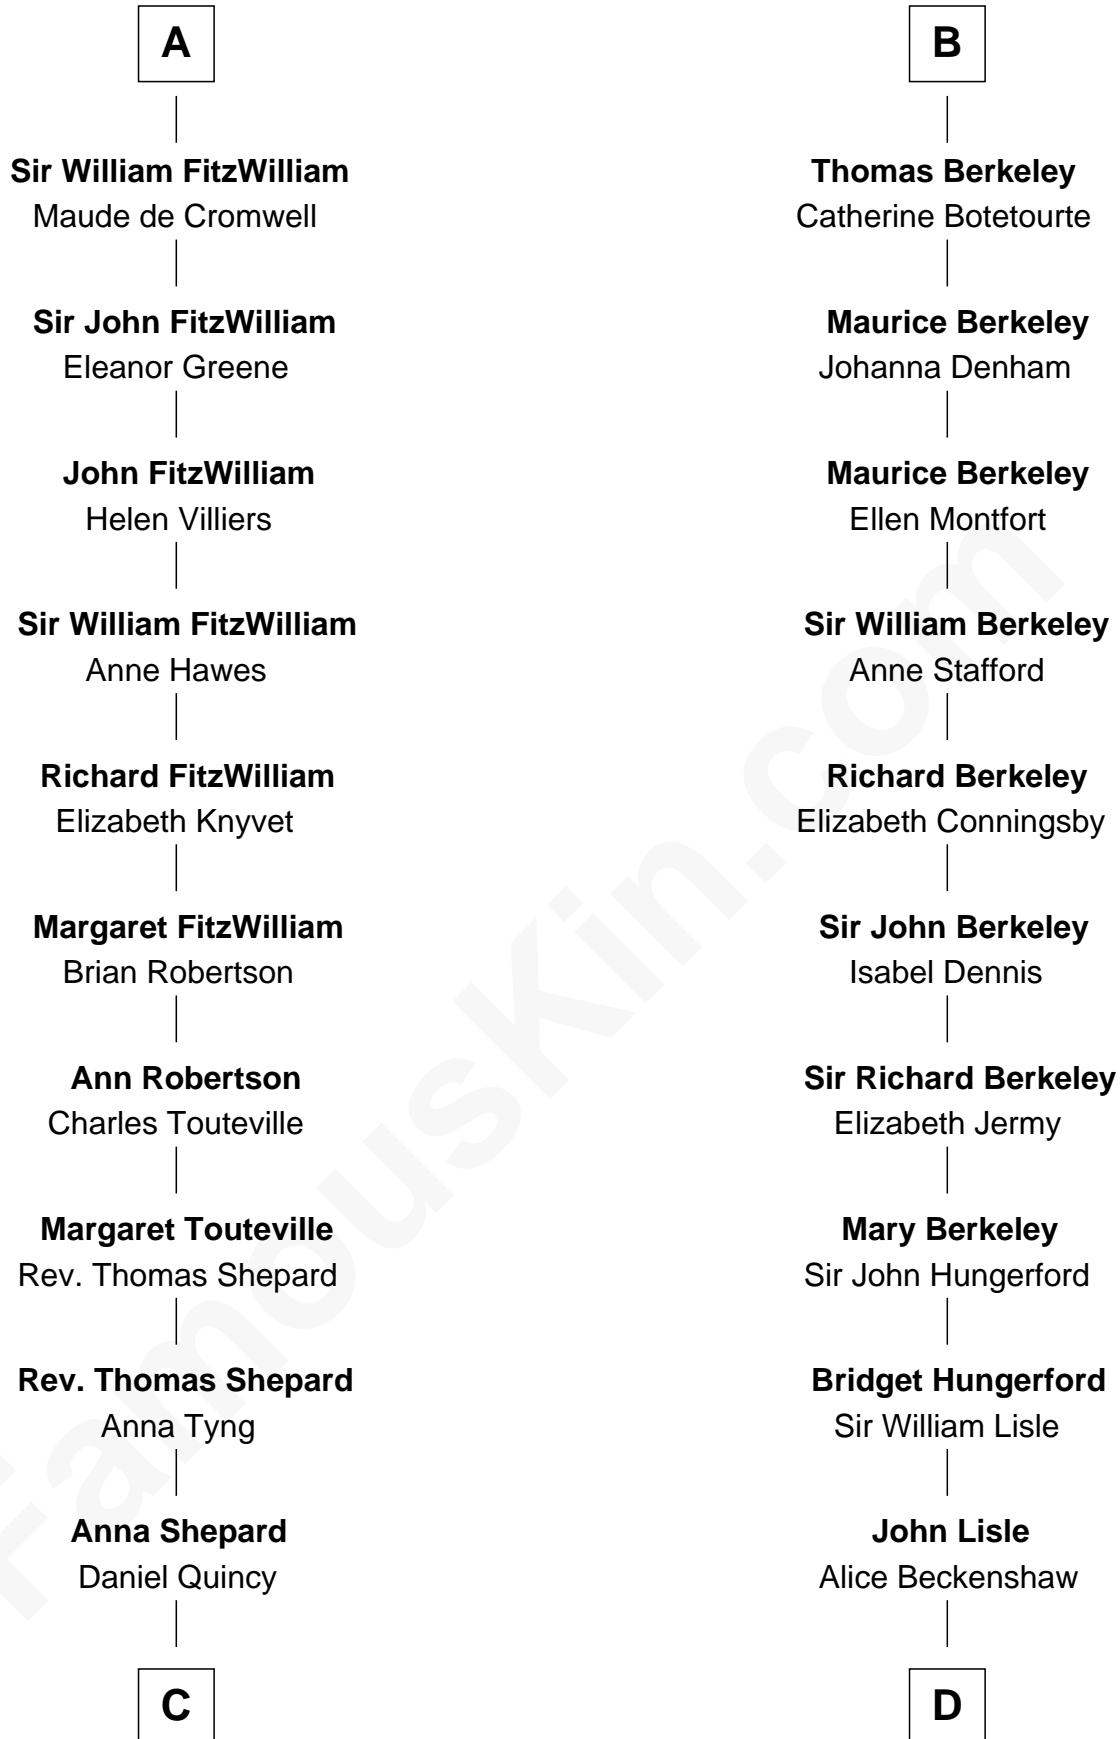 A
Sir William FitzWilliam
Maude de Cromwell
Sir John FitzWilliam
Eleanor Greene
John FitzWilliam
Helen Villiers
Sir William FitzWilliam
Anne Hawes
Richard FitzWilliam
Elizabeth Knyvet
Margaret FitzWilliam
Brian Robertson
Ann Robertson
Charles Touteville
Margaret Touteville
Rev. Thomas Shepard
Rev. Thomas Shepard
Anna Tyng
Anna Shepard
Daniel Quincy
C
B
Thomas Berkeley
Catherine Botetourte
Maurice Berkeley
Johanna Denham
Maurice Berkeley
Ellen Montfort
Sir William Berkeley
Anne Stafford
Richard Berkeley
Elizabeth Conningsby
Sir John Berkeley
Isabel Dennis
Sir Richard Berkeley
Elizabeth Jermy
Mary Berkeley
Sir John Hungerford
Bridget Hungerford
Sir William Lisle
John Lisle
Alice Beckenshaw
D
FamousKin.com